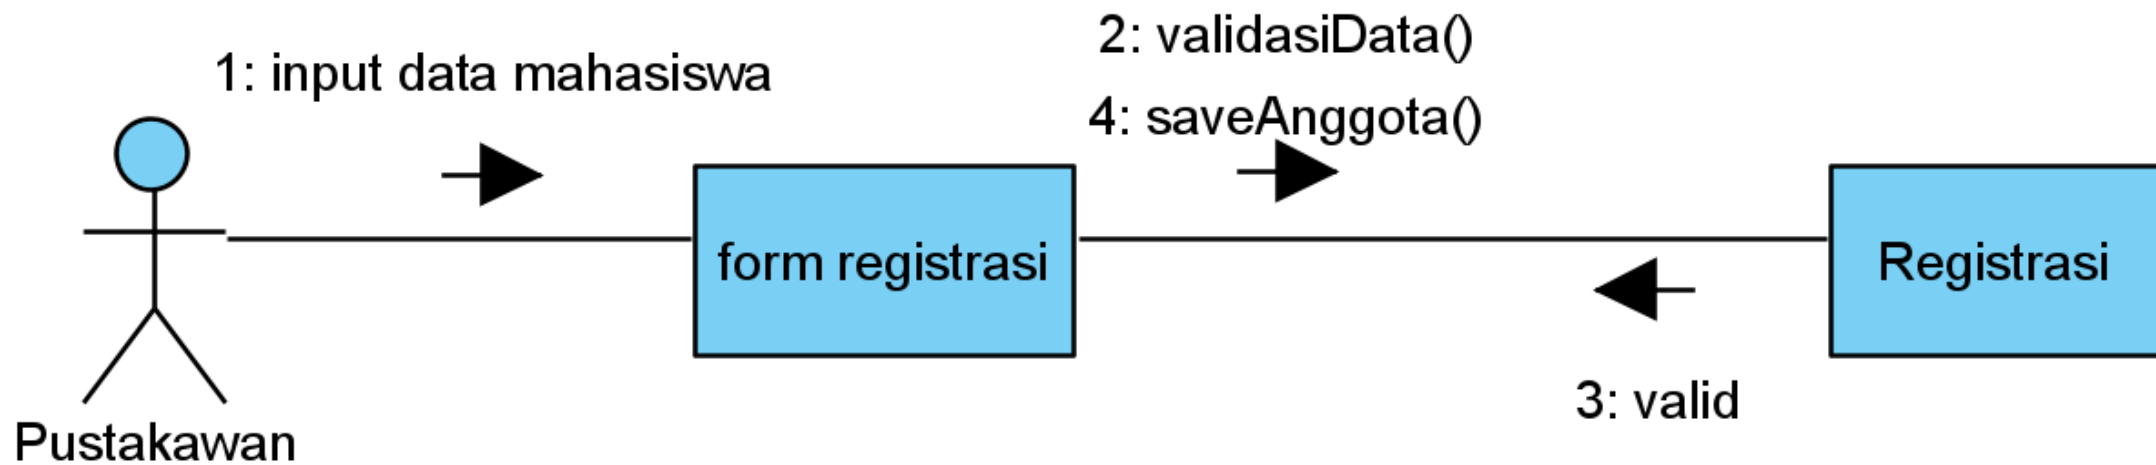 1: input data mahasiswa
2: validasiData()
4: saveAnggota()
form registrasi
Registrasi
3: valid
Pustakawan